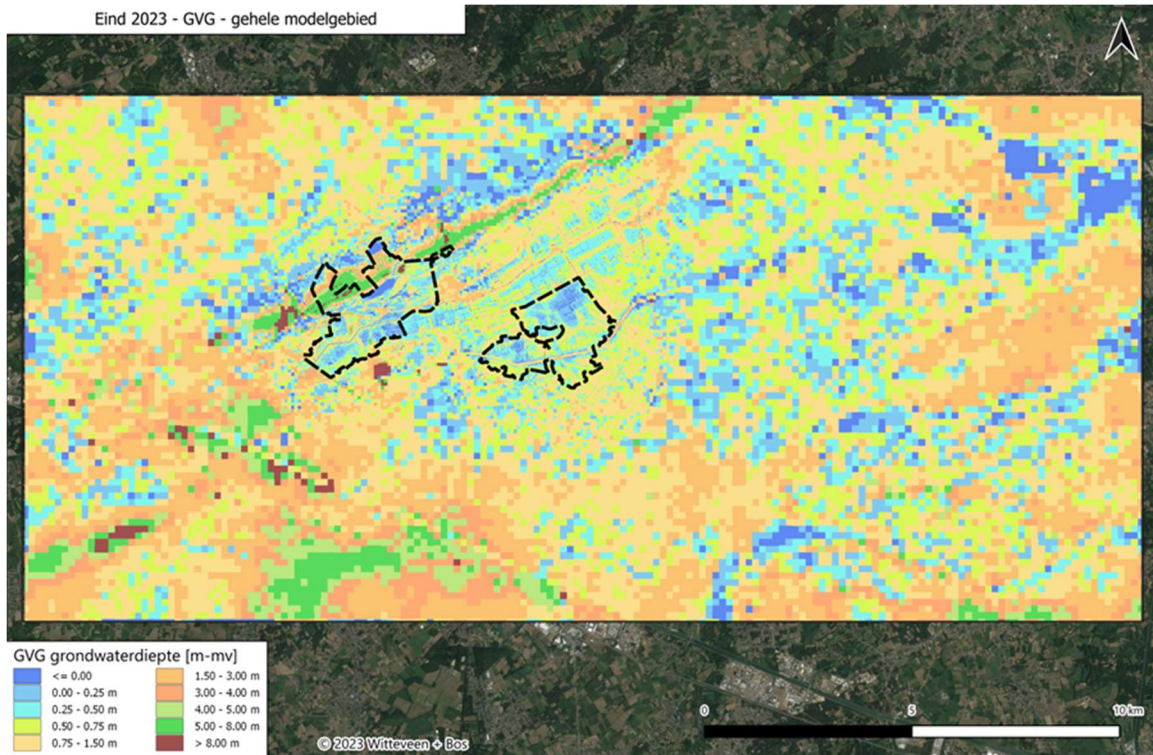 Eind 2023 - GVG - gehele modelgebied
GVG grondwaterdiepte [m-mv]
<= 0.00
0.00 - 0.25 m
0.25 - 0.50 m
0.50 - 0.75 m
0.75 - 1.50 m
1.50 - 3.00 m
3.00 - 4.00 m
4.00 - 5.00 m
5.00 - 8.00 m
> 8.00 m
© 2023 Witteveen + Bos
0 5 10 km